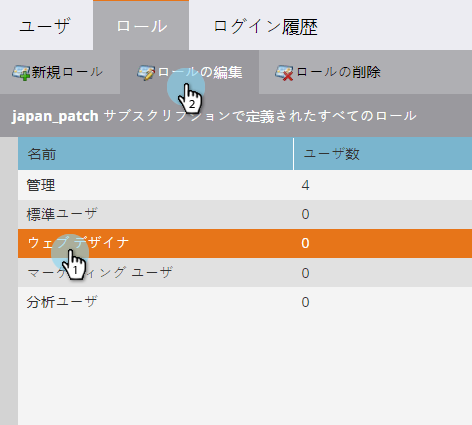 ユーザ ロール ログイン履歴
新規ロール ロールの編集 ロールの削除
2
japan_patch サブスクリプションで定義されたすべてのロール
名前 ユーザ数
管理 4
標準ユーザ 0
ウェブ デザイナ 0
1
マーケティング ユーザ 0
分析ユーザ 0